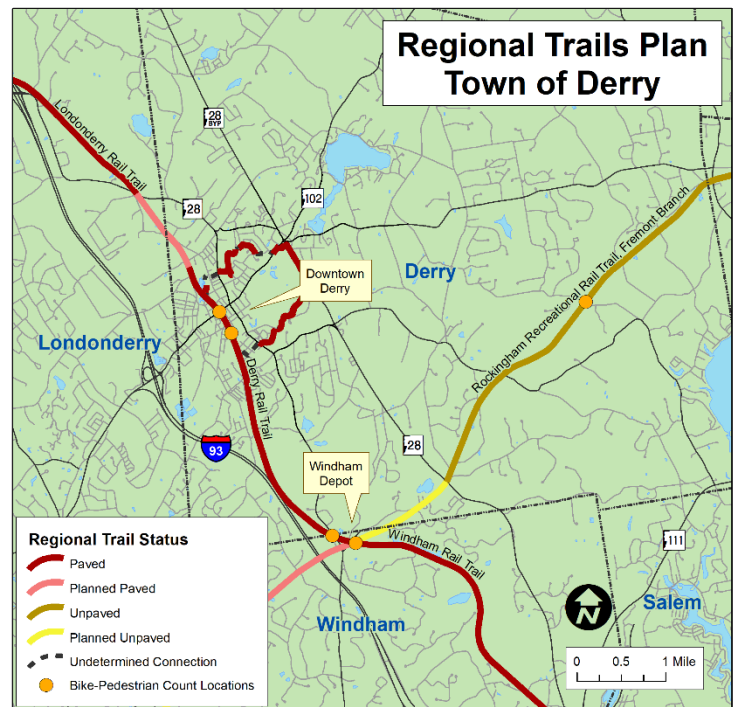 Regional Trails Plan
Town of Derry
Londonderry Rail Trail
28
BYP
28
102
Downtown
Derry
Derry
Rockingham Recreational Rail Trail, Fremont Branch
Londonderry
Derry Rail Trail
93
28
Windham
Depot
Windham Rail Trail
111
Salem
Windham
N
0 0.5 1 Mile
Regional Trail Status
Paved
Planned Paved
Unpaved
Planned Unpaved
Undetermined Connection
Bike-Pedestrian Count Locations